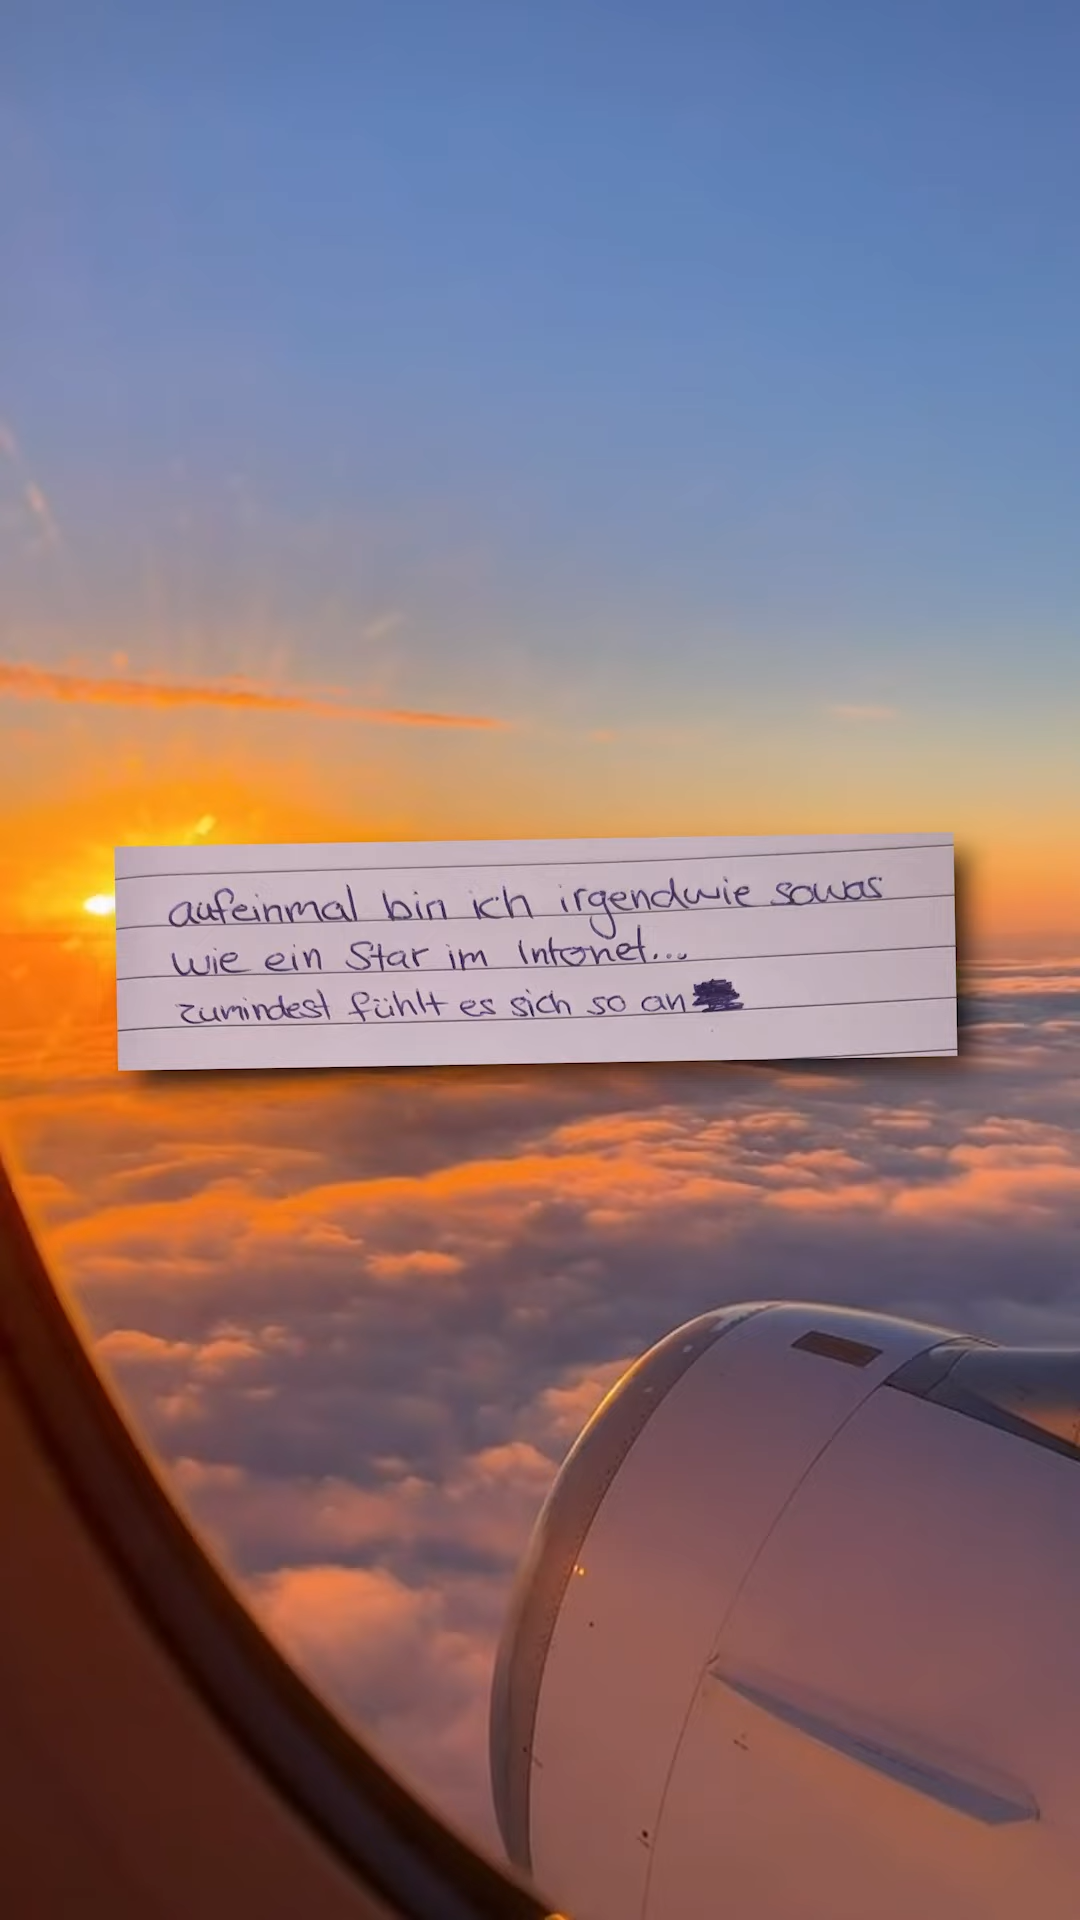 aufeinmal bin ich irgendwie sowas
wie ein Star im Internet...
zumindest fühlt es sich so an